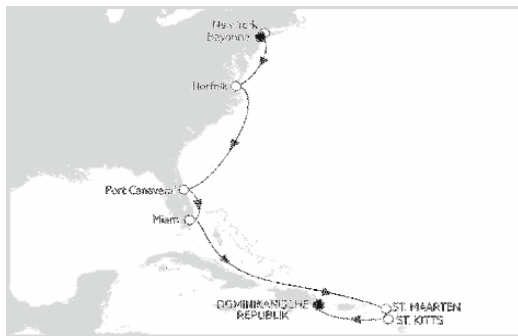 New York
Bayonne
Norfolk
Port Canaveral
Miami
DOMINIKANISCHE
REPUBLIK
ST. MAARTEN
ST. KITTS